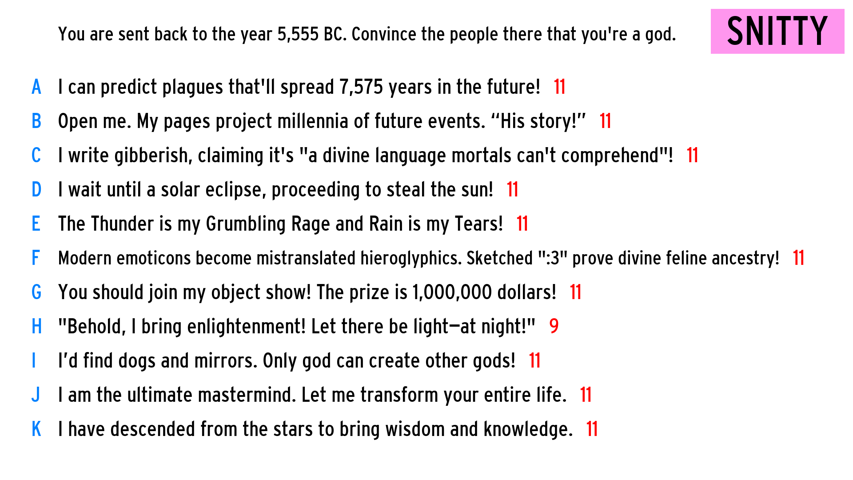 You are sent back to the year 5,555 BC. Convince the people there that you're a god.
SNITTY
A I can predict plagues that'll spread 7,575 years in the future! 11
B Open me. My pages project millennia of future events. “His story!” 11
C I write gibberish, claiming it's "a divine language mortals can't comprehend"! 11
D I wait until a solar eclipse, proceeding to steal the sun! 11
E The Thunder is my Grumbling Rage and Rain is my Tears! 11
F Modern emoticons become mistranslated hieroglyphics. Sketched ":3" prove divine feline ancestry! 11
G You should join my object show! The prize is 1,000,000 dollars! 11
H "Behold, I bring enlightenment! Let there be light—at night!" 9
I I’d find dogs and mirrors. Only god can create other gods! 11
J I am the ultimate mastermind. Let me transform your entire life. 11
K I have descended from the stars to bring wisdom and knowledge. 11